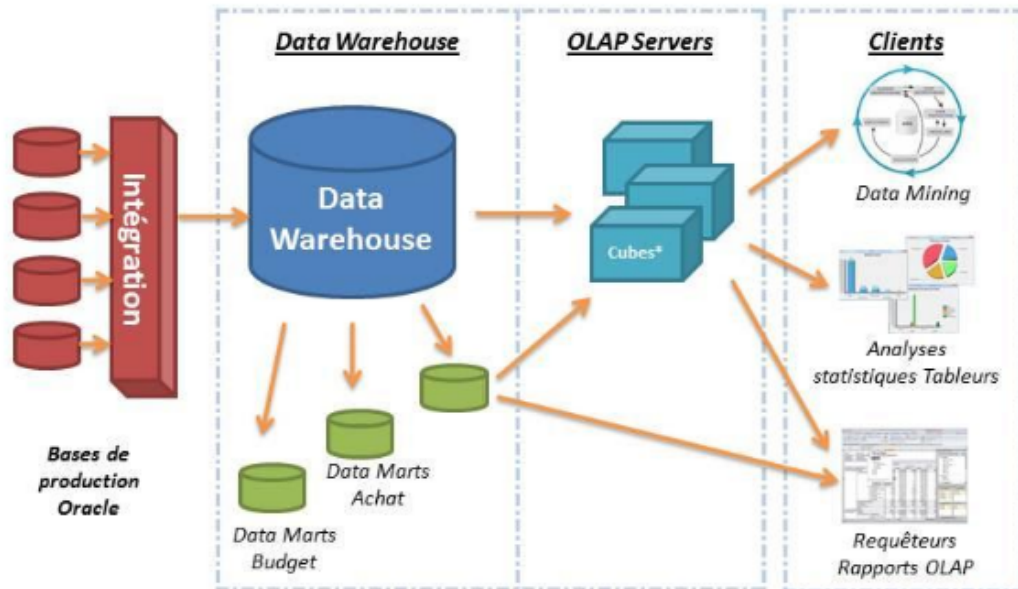 Data Warehouse
OLAP Servers
Clients
Intégration
Data
Warehouse
Cubes*
Data Mining
Analyses
statistiques Tableurs
Bases de
production
Oracle
Data Marts
Achat
Data Marts
Budget
Requêteurs
Rapports OLAP